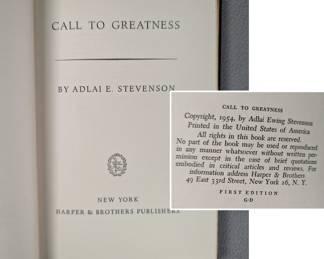 CALL TO GREATNESS
BY ADLAI E. STEVENSON
NEW YORK
HARPER & BROTHERS PUBLISHERS
CALL TO GREATNESS
Copyright, 1954, by Adlai Ewing Stevenson
Printed in the United States of America
All rights in this book are reserved.
No part of the book may be used or reproduced
in any manner whatsoever without written per-
mission except in the case of brief quotations
embodied in critical articles and reviews. For
information address Harper & Brothers
49 East 33rd Street, New York 16, N. Y.
FIRST EDITION
G-D